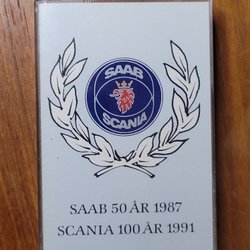 SAAB
SCANIA
SAAB 50 ÅR 1987
SCANIA 100 ÅR 1991